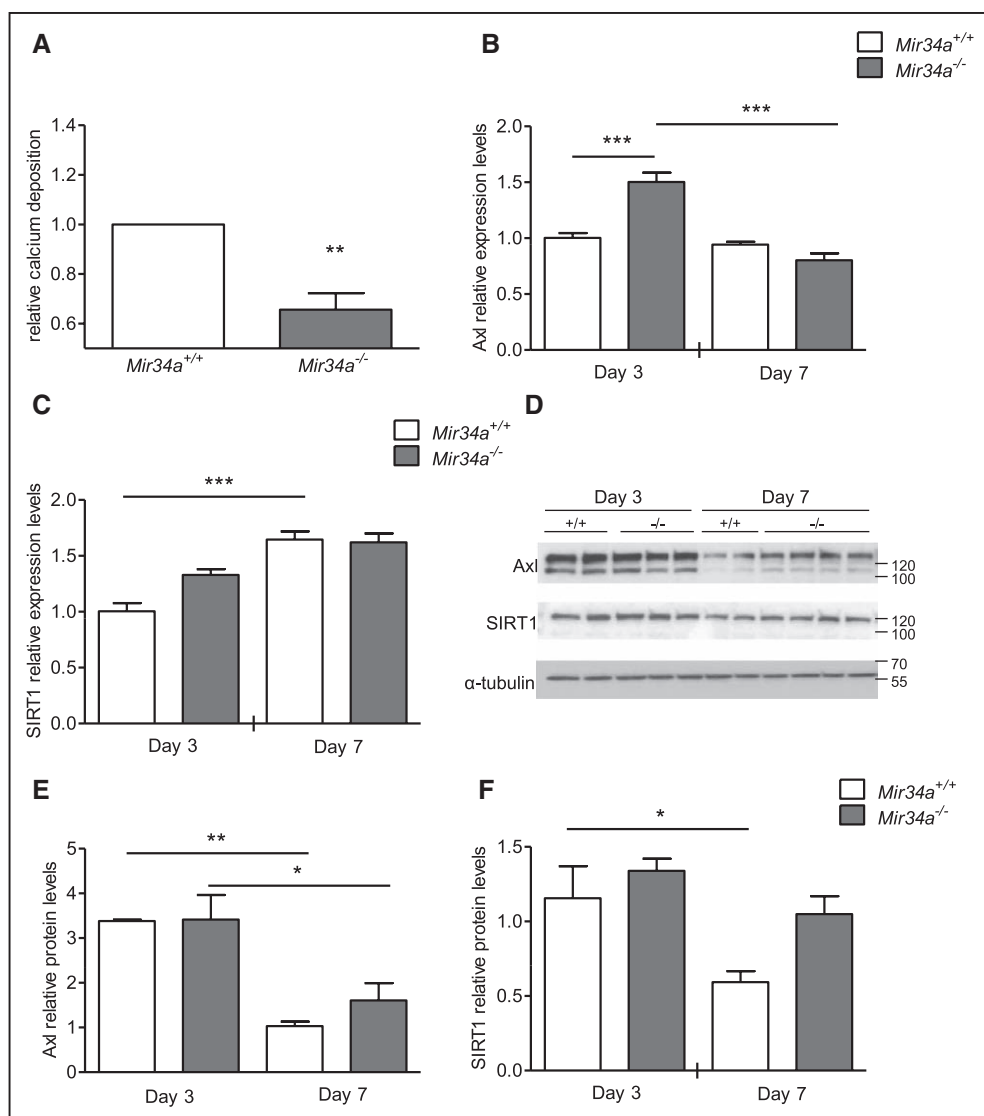 A
relative calcium deposition
1.4
1.2
1.0
0.8
0.6
**
Mir34a+/+
Mir34a-/-
B
Mir34a+/+
Mir34a-/-
Axl relative expression levels
2.0
1.5
1.0
0.5
0.0
***
***
Day 3
Day 7
C
Mir34a+/+
Mir34a-/-
SIRT1 relative expression levels
2.0
1.5
1.0
0.5
0.0
***
Day 3
Day 7
D
Day 3
Day 7
+/+
-/-
+/+
-/-
Axl
120
100
SIRT1
120
100
α-tubulin
70
55
E
Axl relative protein levels
5
4
3
2
1
0
**
*
Day 3
Day 7
F
Mir34a+/+
Mir34a-/-
SIRT1 relative protein levels
1.5
1.0
0.5
0.0
*
Day 3
Day 7